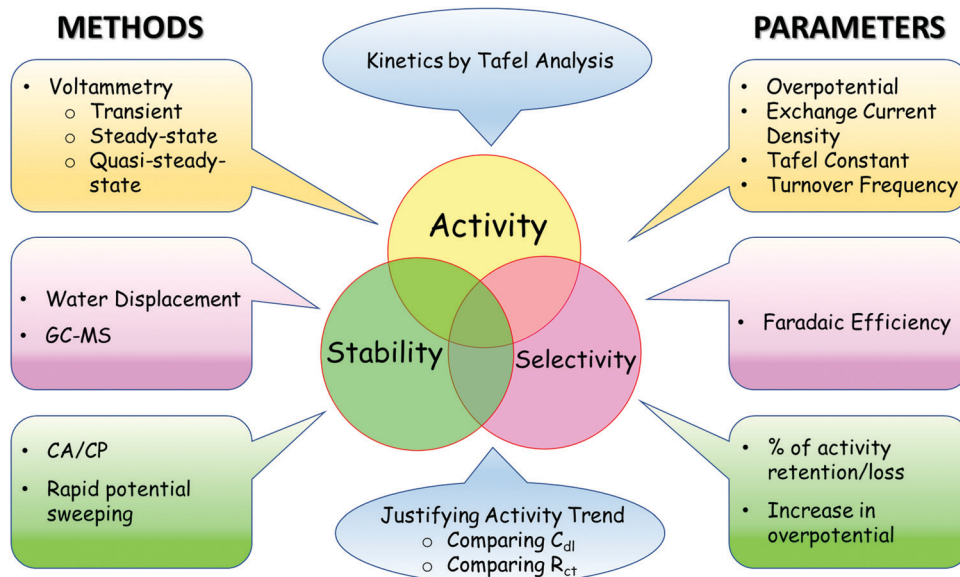 METHODS
• Voltammetry
o Transient
o Steady-state
o Quasi-steady-
state
• Water Displacement
• GC-MS
• CA/CP
• Rapid potential
sweeping
Kinetics by Tafel Analysis
Activity
Stability
Selectivity
Justifying Activity Trend
o Comparing C_dl
o Comparing R_ct
PARAMETERS
• Overpotential
• Exchange Current
Density
• Tafel Constant
• Turnover Frequency
• Faradaic Efficiency
• % of activity
retention/loss
• Increase in
overpotential